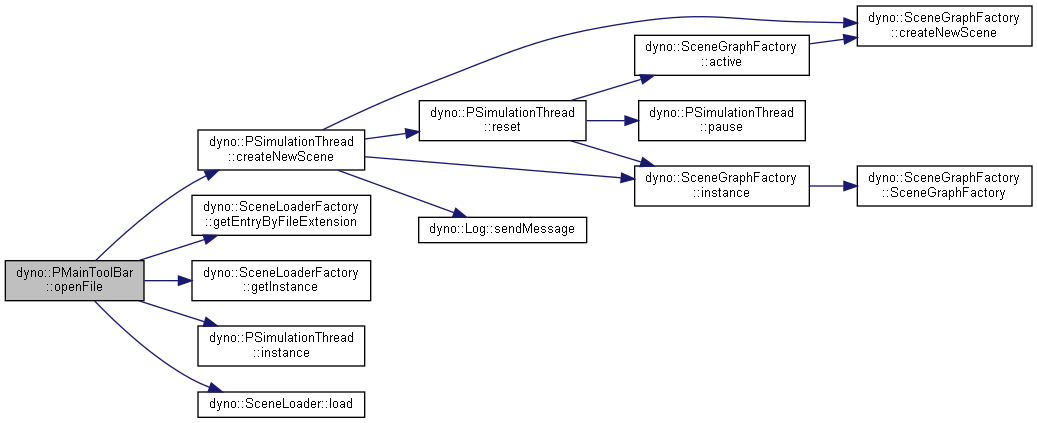 dyno::PMainToolBar
::openFile
dyno::PSimulationThread
::createNewScene
dyno::SceneLoaderFactory
::getEntryByFileExtension
dyno::SceneLoaderFactory
::getInstance
dyno::PSimulationThread
::instance
dyno::SceneLoader::load
dyno::PSimulationThread
::reset
dyno::Log::sendMessage
dyno::SceneGraphFactory
::active
dyno::PSimulationThread
::pause
dyno::SceneGraphFactory
::instance
dyno::SceneGraphFactory
::createNewScene
dyno::SceneGraphFactory
::SceneGraphFactory